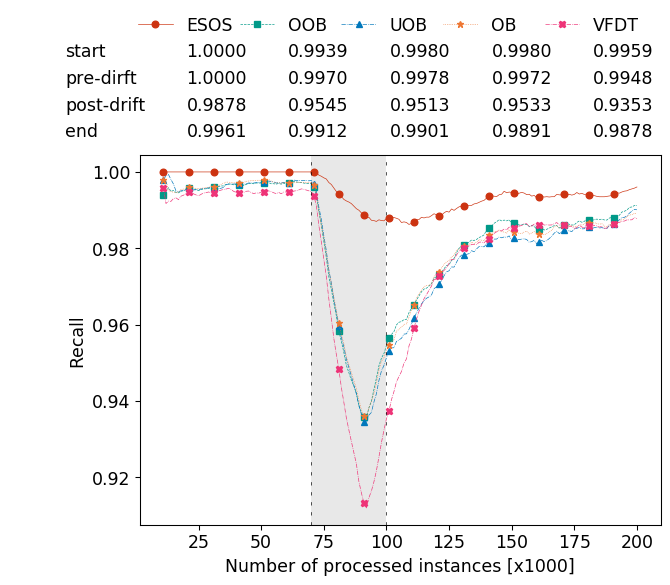 ESOS OOB UOB OB VFDT
start 1.0000 0.9939 0.9980 0.9980 0.9959
pre-dirft 1.0000 0.9970 0.9978 0.9972 0.9948
post-drift 0.9878 0.9545 0.9513 0.9533 0.9353
end 0.9961 0.9912 0.9901 0.9891 0.9878
1.00
0.98
0.96
0.94
0.92
Recall
25 50 75 100 125 150 175 200
Number of processed instances [x1000]